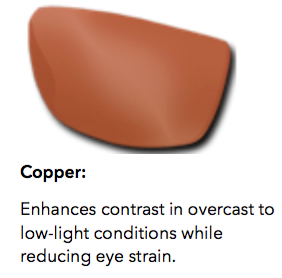 Copper:
Enhances contrast in overcast to
low-light conditions while
reducing eye strain.